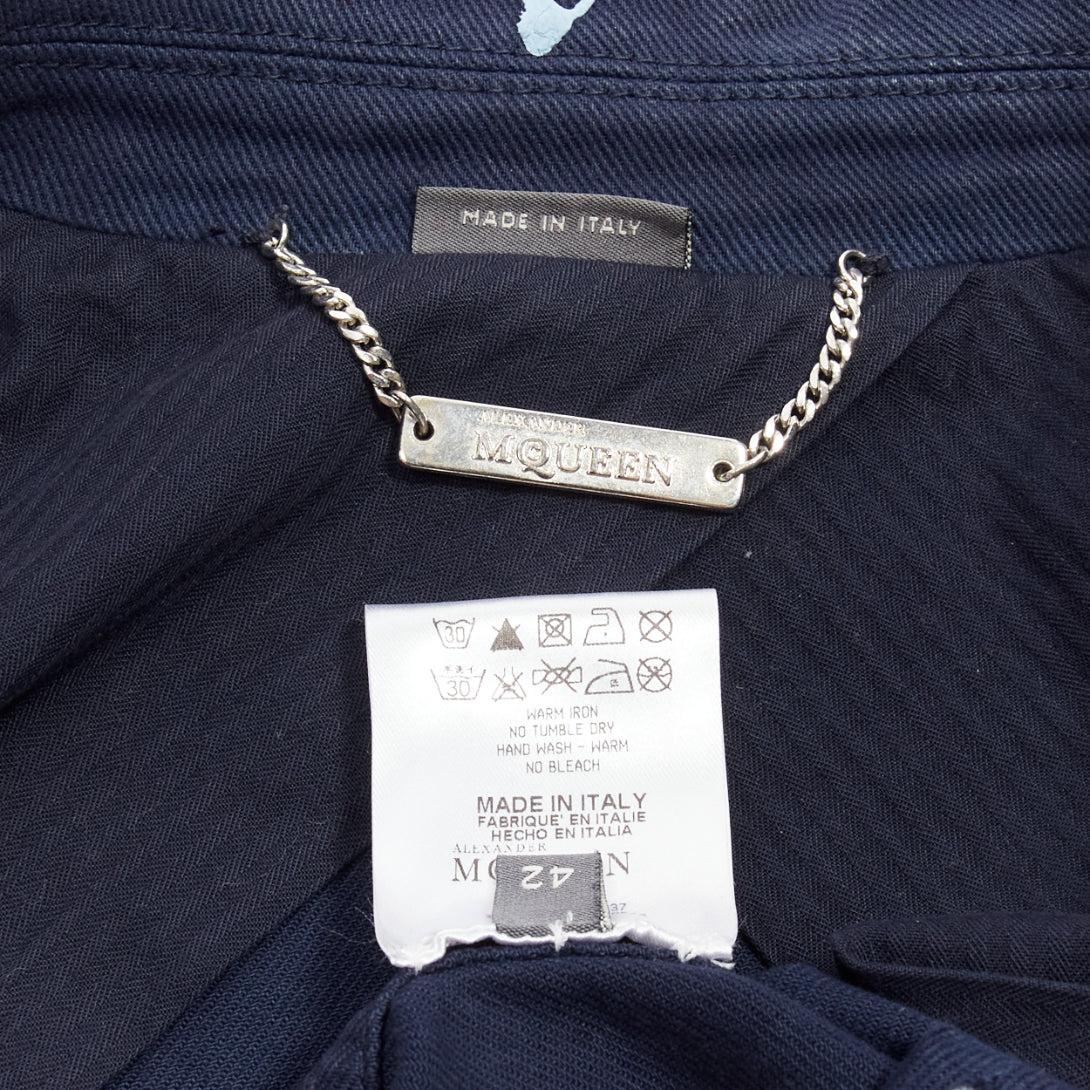 MADE IN ITALY
ALEXANDER
MCQUEEN
30
30
WARM IRON
NO TUMBLE DRY
HAND WASH - WARM
NO BLEACH
MADE IN ITALY
FABRIQUE' EN ITALIE
HECHO EN ITALIA
ALEXANDER
42
37